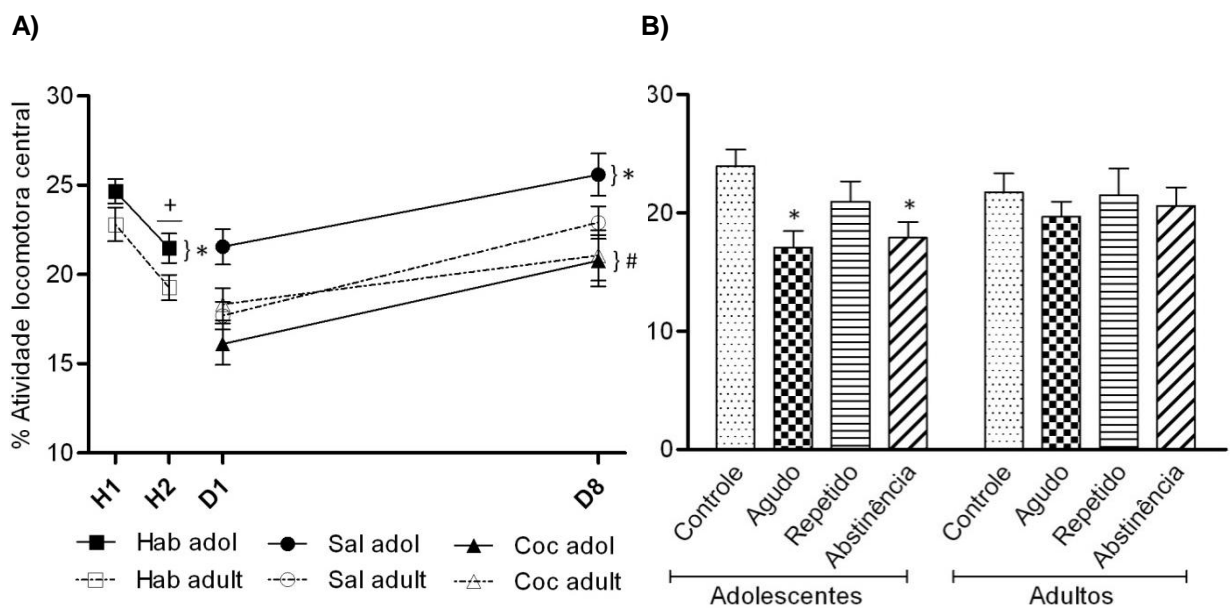 A)
% Atividade locomotora central
30
25
20
15
10
+
}*
}*
}#
H1 H2 D1 D8
Hab adol Sal adol Coc adol
Hab adult Sal adult Coc adult
B)
30
20
10
0
* *
Controle Agudo Repetido Abstinência Controle Agudo Repetido Abstinência
Adolescentes Adultos